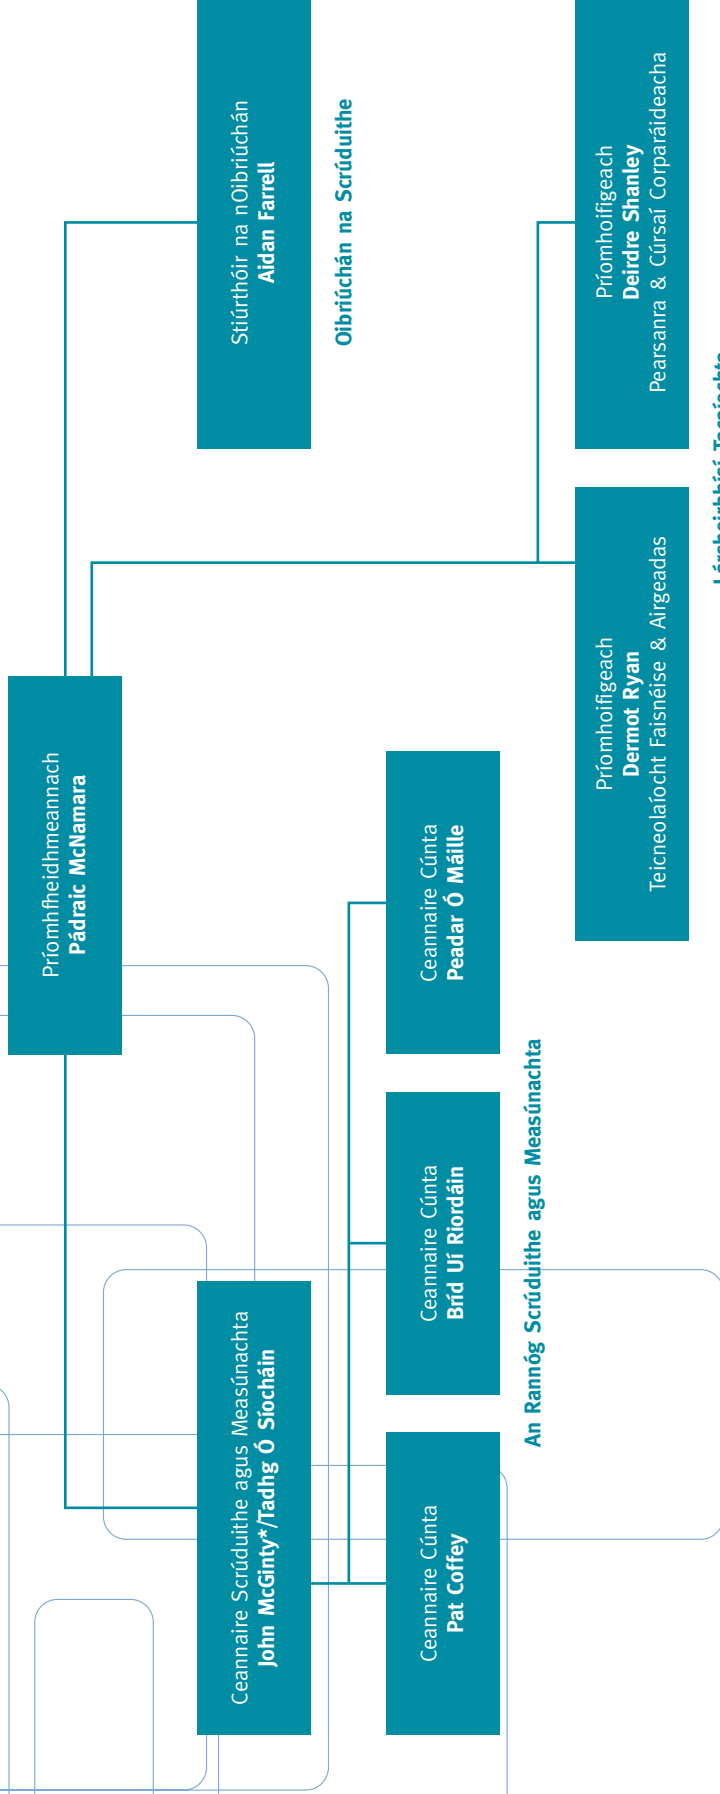 Príomhfheidhmeannach
Pádraic McNamara
Ceannaire Scrúduithe agus Measúnachta
John McGinty*/Tadhg Ó Síocháin
Stiúrthóir na nOibriúchán
Aidan Farrell
Oibriúchán na Scrúduithe
Ceannaire Cúnta
Pat Coffey
Ceannaire Cúnta
Bríd Uí Riordáin
Ceannaire Cúnta
Peadar Ó Máille
An Rannóg Scrúduithe agus Measúnachta
Príomhoifigeach
Dermot Ryan
Teicneolaíocht Faisnéise & Airgeadas
Príomhoifigeach
Deirdre Shanley
Pearsanra & Cúrsaí Corparáideacha